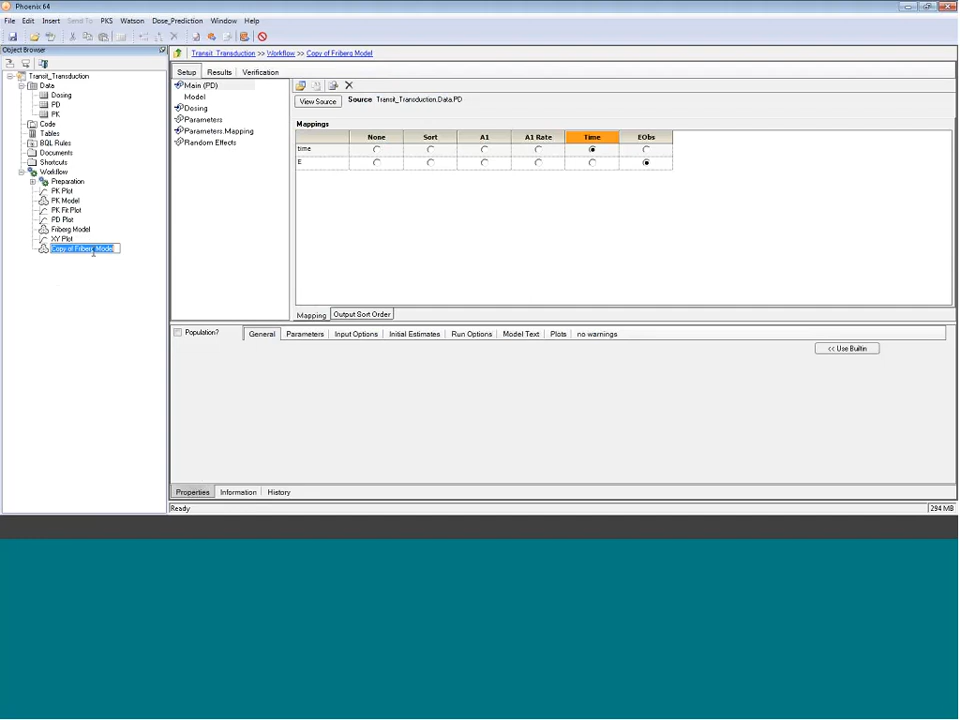 Phoenix 64
File Edit Insert Send To PKS Watson Dose_Prediction Window Help
Object Browser
Transit_Transduction
Data
Dosing
PD
PK
Code
Tables
BQL Rules
Documents
Shortcuts
Workflow
Preparation
PK Plot
PK Model
PK Fit Plot
PD Plot
Friberg Model
XY Plot
Copy of Friberg Model
Transit_Transduction >> Workflow >> Copy of Friberg Model
Setup Results Verification
Main (PD)
Model
Dosing
Parameters
Parameters.Mapping
Random Effects
View Source Source Transit_Transduction.Data.PD
Mappings
None Sort A1 A1 Rate Time EObs
time
E
Mapping Output Sort Order
Population? General Parameters Input Options Initial Estimates Run Options Model Text Plots no warnings
<< Use Builtin
Properties Information History
Ready 294 MB